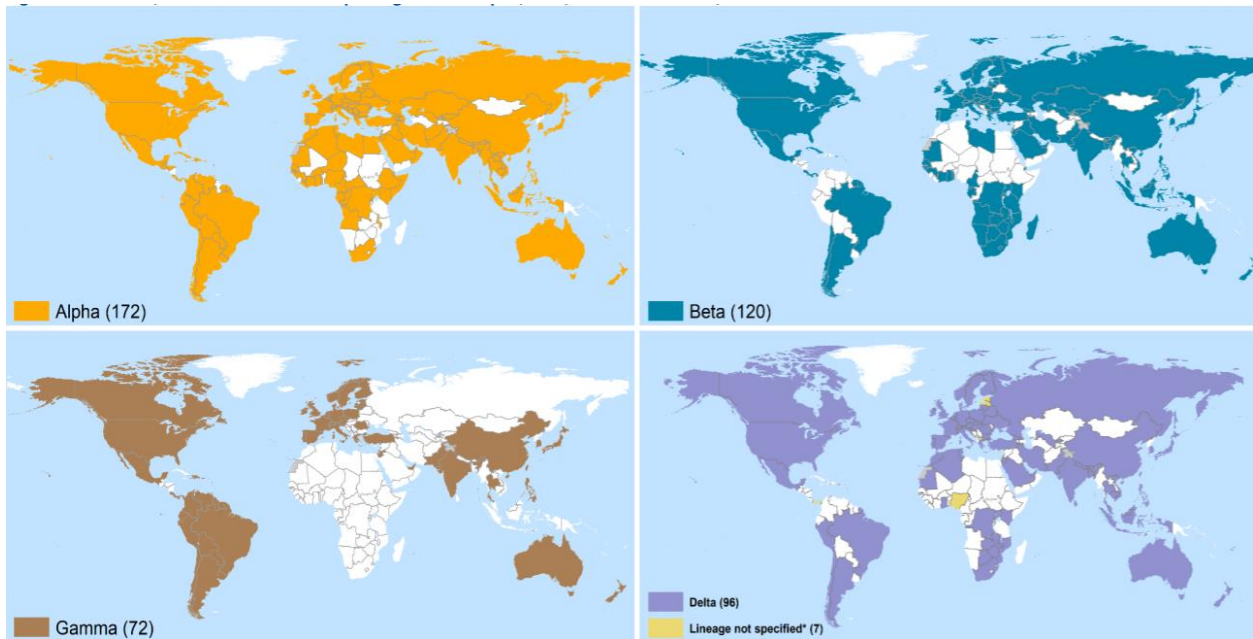 Alpha (172)
Beta (120)
Gamma (72)
Delta (96)
Lineage not specified* (7)